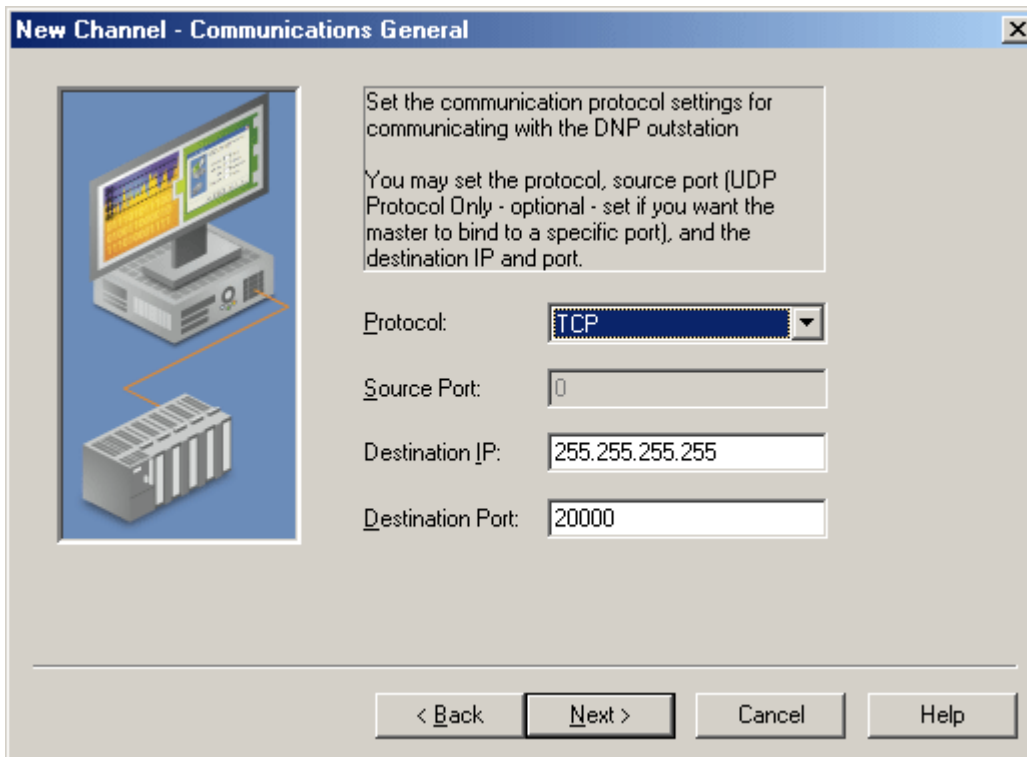 New Channel - Communications General
Set the communication protocol settings for
communicating with the DNP outstation
You may set the protocol, source port (UDP
Protocol Only - optional - set if you want the
master to bind to a specific port), and the
destination IP and port.
Protocol: TCP
Source Port: 0
Destination IP: 255.255.255.255
Destination Port: 20000
< Back Next > Cancel Help